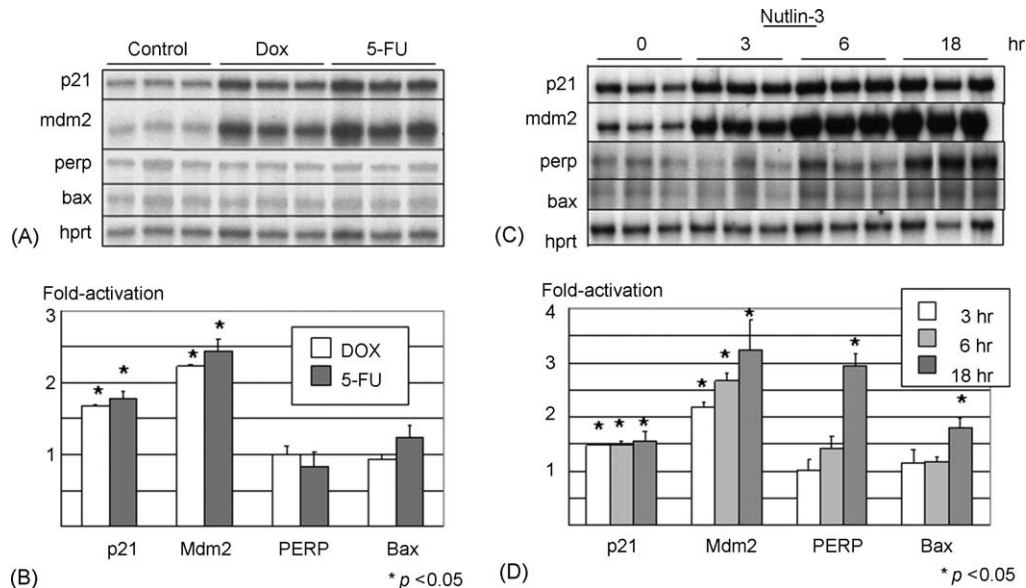 Control Dox 5-FU
p21
mdm2
perp
bax
hprt
(A)
Fold-activation
3
2
1
* * * *
DOX
5-FU
p21 Mdm2 PERP Bax
(B)
* p <0.05
Nutlin-3
0 3 6 18 hr
p21
mdm2
perp
bax
hprt
(C)
Fold-activation
4
3
2
1
* * * * * * * *
3 hr
6 hr
18 hr
p21 Mdm2 PERP Bax
(D)
* p <0.05